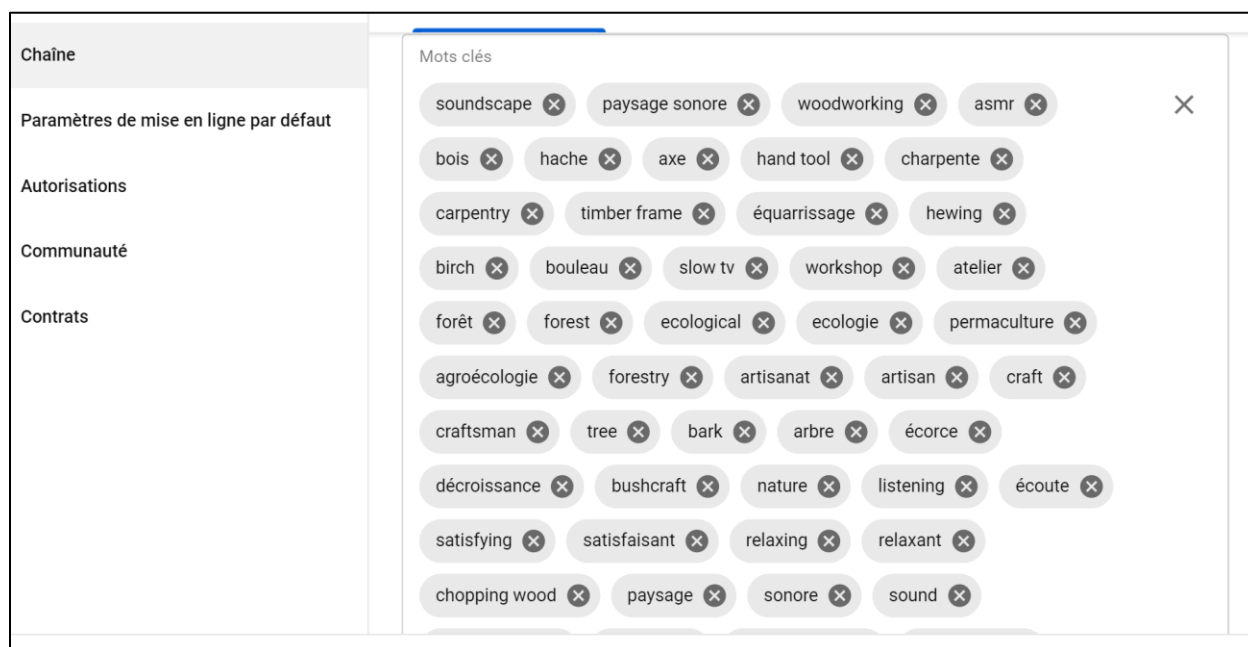 Chaîne
Paramètres de mise en ligne par défaut
Autorisations
Communauté
Contrats
Mots clés
soundscape paysage sonore woodworking asmr
bois hache axe hand tool charpente
carpentry timber frame équarrissage hewing
birch bouleau slow tv workshop atelier
forêt forest ecological ecologie permaculture
agroécologie forestry artisanat artisan craft
craftsman tree bark arbre écorce
décroissance bushcraft nature listening écoute
satisfying satisfaisant relaxing relaxant
chopping wood paysage sonore sound